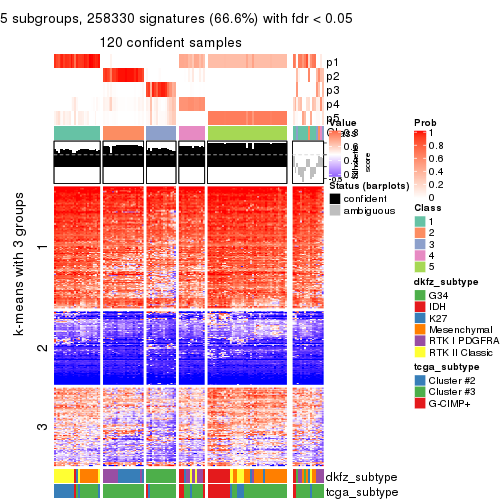 5 subgroups, 258330 signatures (66.6%) with fdr < 0.05
120 confident samples
p1
p2
p3
p4
p5
Class
k-means with 3 groups
1
2
3
Value
Silhouette
score
Status (barplots)
confident
ambiguous
Prob
1
0.8
0.6
0.4
0.2
0
Class
1
2
3
4
5
dkfz_subtype
G34
IDH
K27
Mesenchymal
RTK I PDGFRA
RTK II Classic
tcga_subtype
Cluster #2
Cluster #3
G-CIMP+
dkfz_subtype
tcga_subtype